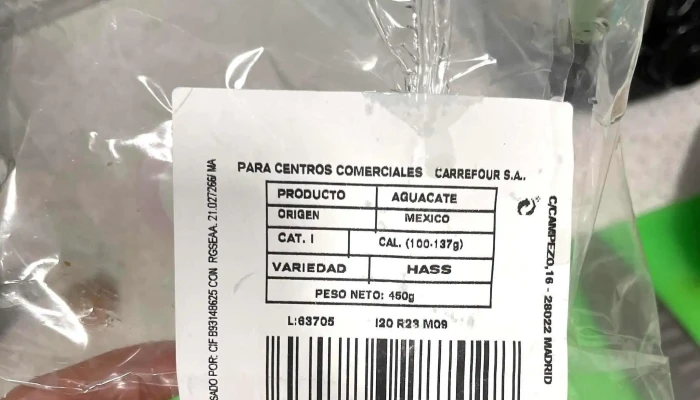 PARA CENTROS COMERCIALES CARREFOUR S.A.
PRODUCTO AGUACATE
ORIGEN MEXICO
CAT. I CAL. (100-137g)
VARIEDAD HASS
PESO NETO: 450g
L:63705 I20 R23 M09
SADO POR: CIF B93148625 CON RGSEAA. 21.027266/ MA
C/CAMPEZO, 16 - 28022 MADRID